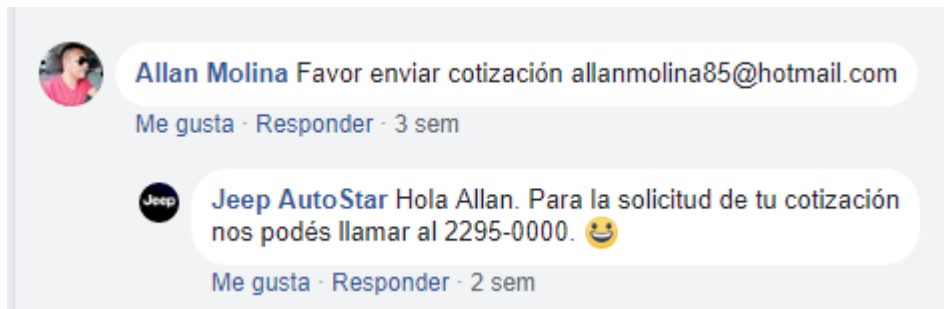 Allan Molina Favor enviar cotización allanmolina85@hotmail.com
Me gusta · Responder · 3 sem
Jeep
Jeep AutoStar Hola Allan. Para la solicitud de tu cotización
nos podés llamar al 2295-0000. 😀
Me gusta · Responder · 2 sem